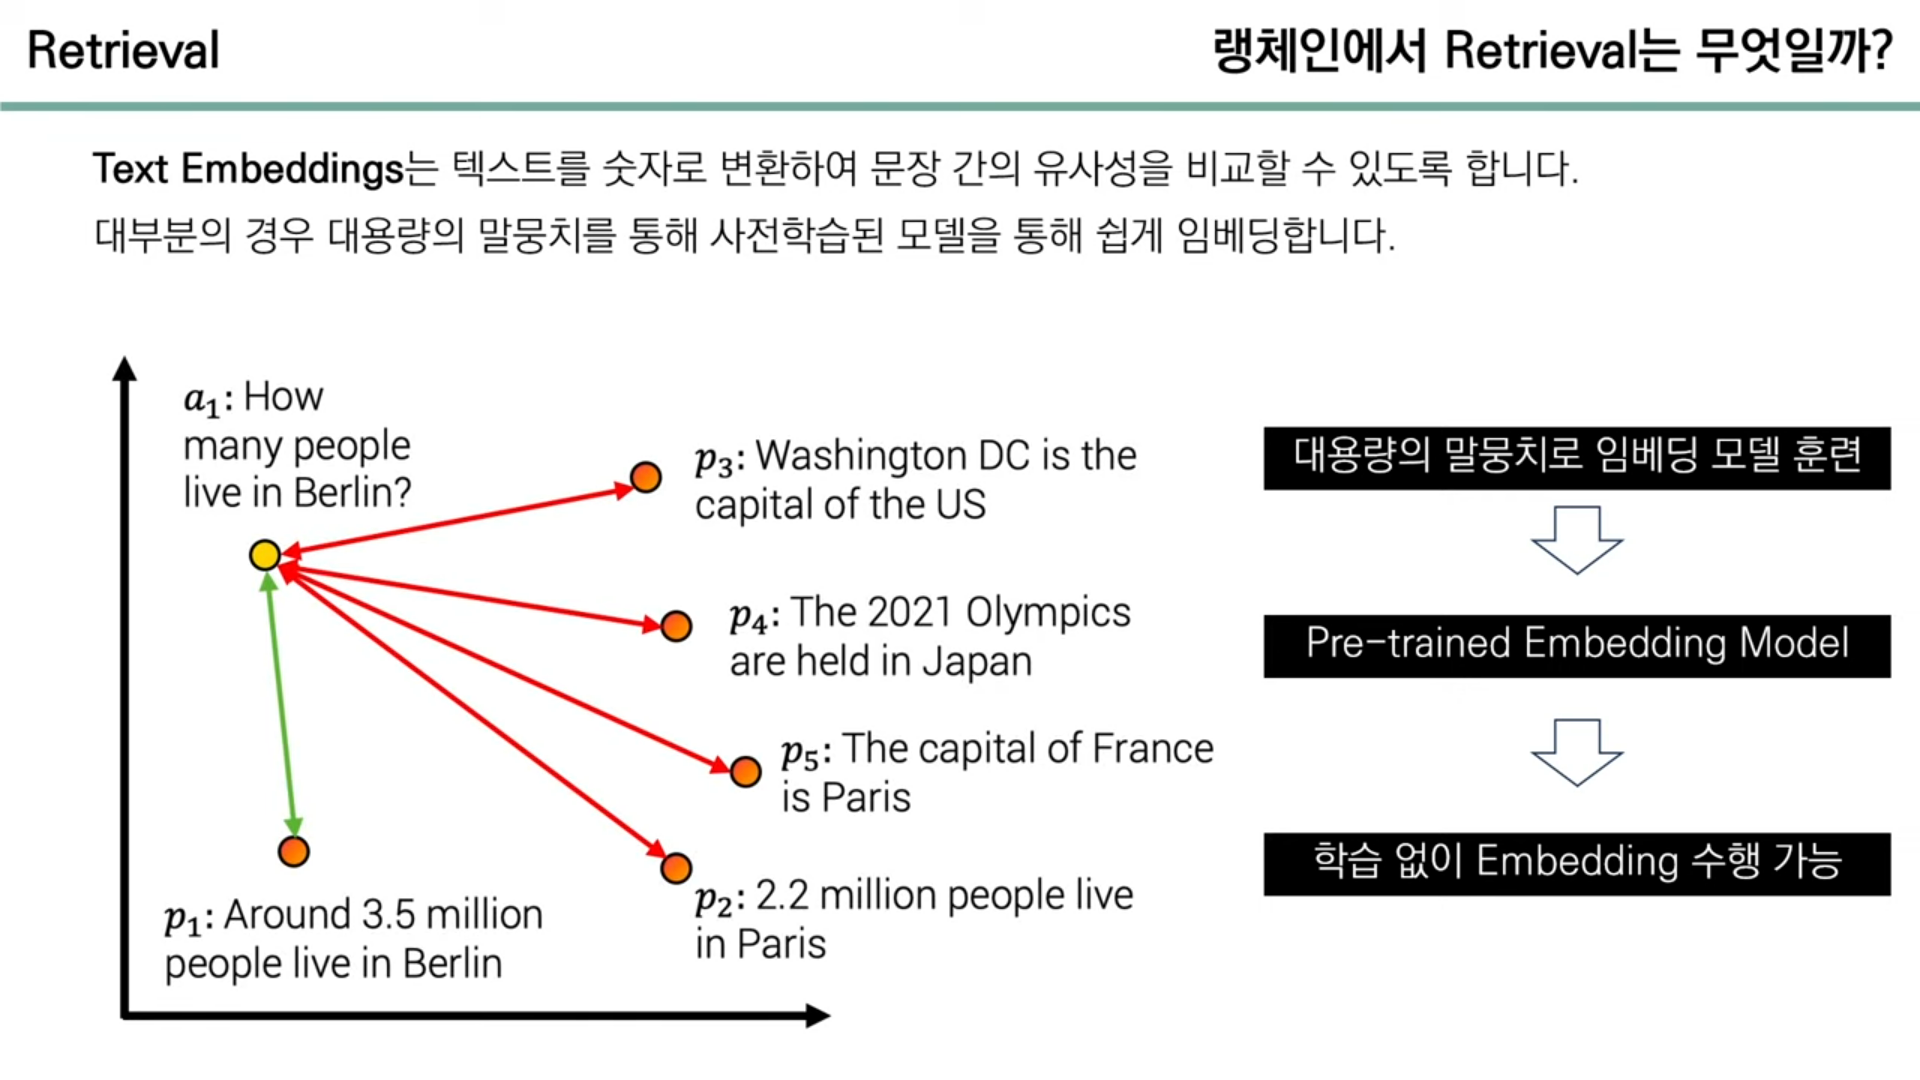 Retrieval
랭체인에서 Retrieval는 무엇일까?
Text Embeddings는 텍스트를 숫자로 변환하여 문장 간의 유사성을 비교할 수 있도록 합니다.
대부분의 경우 대용량의 말뭉치를 통해 사전학습된 모델을 통해 쉽게 임베딩합니다.
a₁: How
many people
live in Berlin?
p₃: Washington DC is the
capital of the US
p₄: The 2021 Olympics
are held in Japan
p₅: The capital of France
is Paris
p₂: 2.2 million people live
in Paris
p₁: Around 3.5 million
people live in Berlin
대용량의 말뭉치로 임베딩 모델 훈련
Pre-trained Embedding Model
학습 없이 Embedding 수행 가능